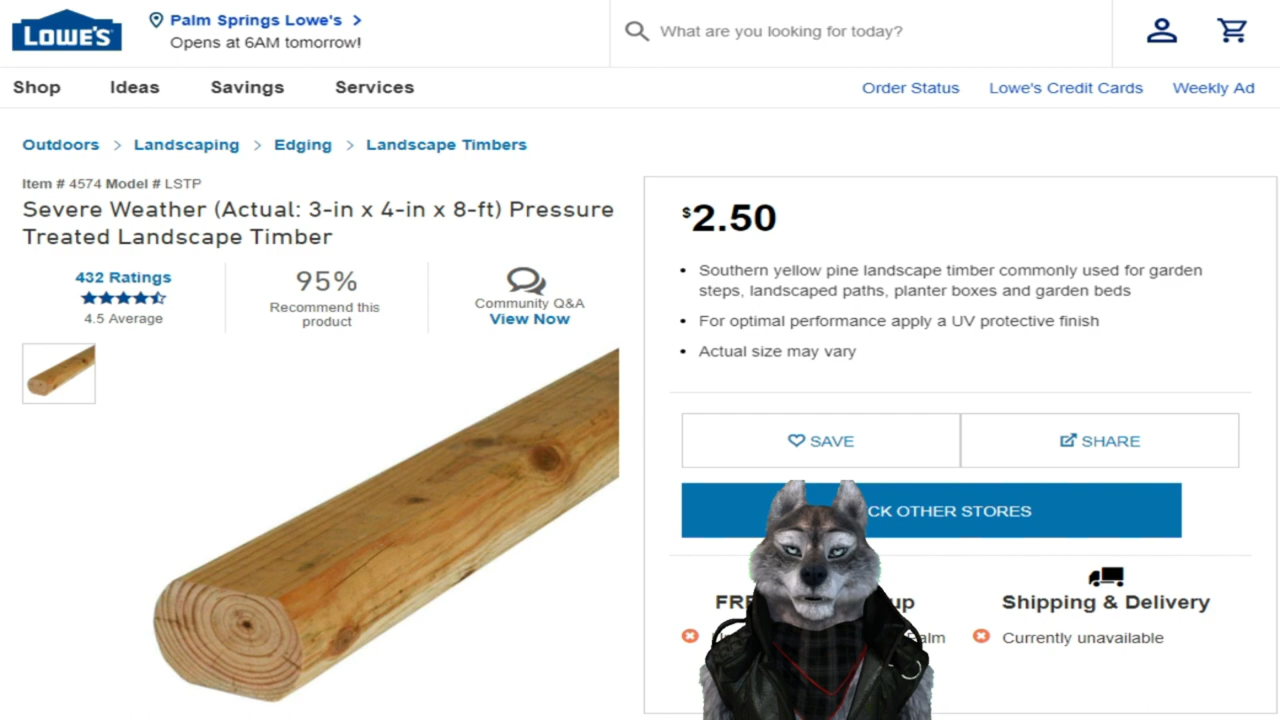 LOWE'S
Palm Springs Lowe's >
Opens at 6AM tomorrow!
What are you looking for today?
Shop Ideas Savings Services
Order Status Lowe's Credit Cards Weekly Ad
Outdoors > Landscaping > Edging > Landscape Timbers
Item # 4574 Model # LSTP
Severe Weather (Actual: 3-in x 4-in x 8-ft) Pressure
Treated Landscape Timber
432 Ratings
4.5 Average
95%
Recommend this
product
Community Q&A
View Now
$2.50
• Southern yellow pine landscape timber commonly used for garden
steps, landscaped paths, planter boxes and garden beds
• For optimal performance apply a UV protective finish
• Actual size may vary
SAVE
SHARE
CK OTHER STORES
FRE up
alm
Shipping & Delivery
Currently unavailable